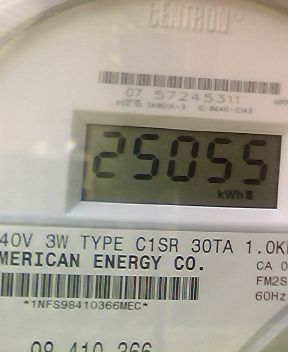 CENTRON®
07 57245311
25055
kWh
40V 3W TYPE C1SR 30TA 1.0K
MERICAN ENERGY CO. CA 0
FM2S
*1NFS98410366MEC* 60Hz
98 410 366